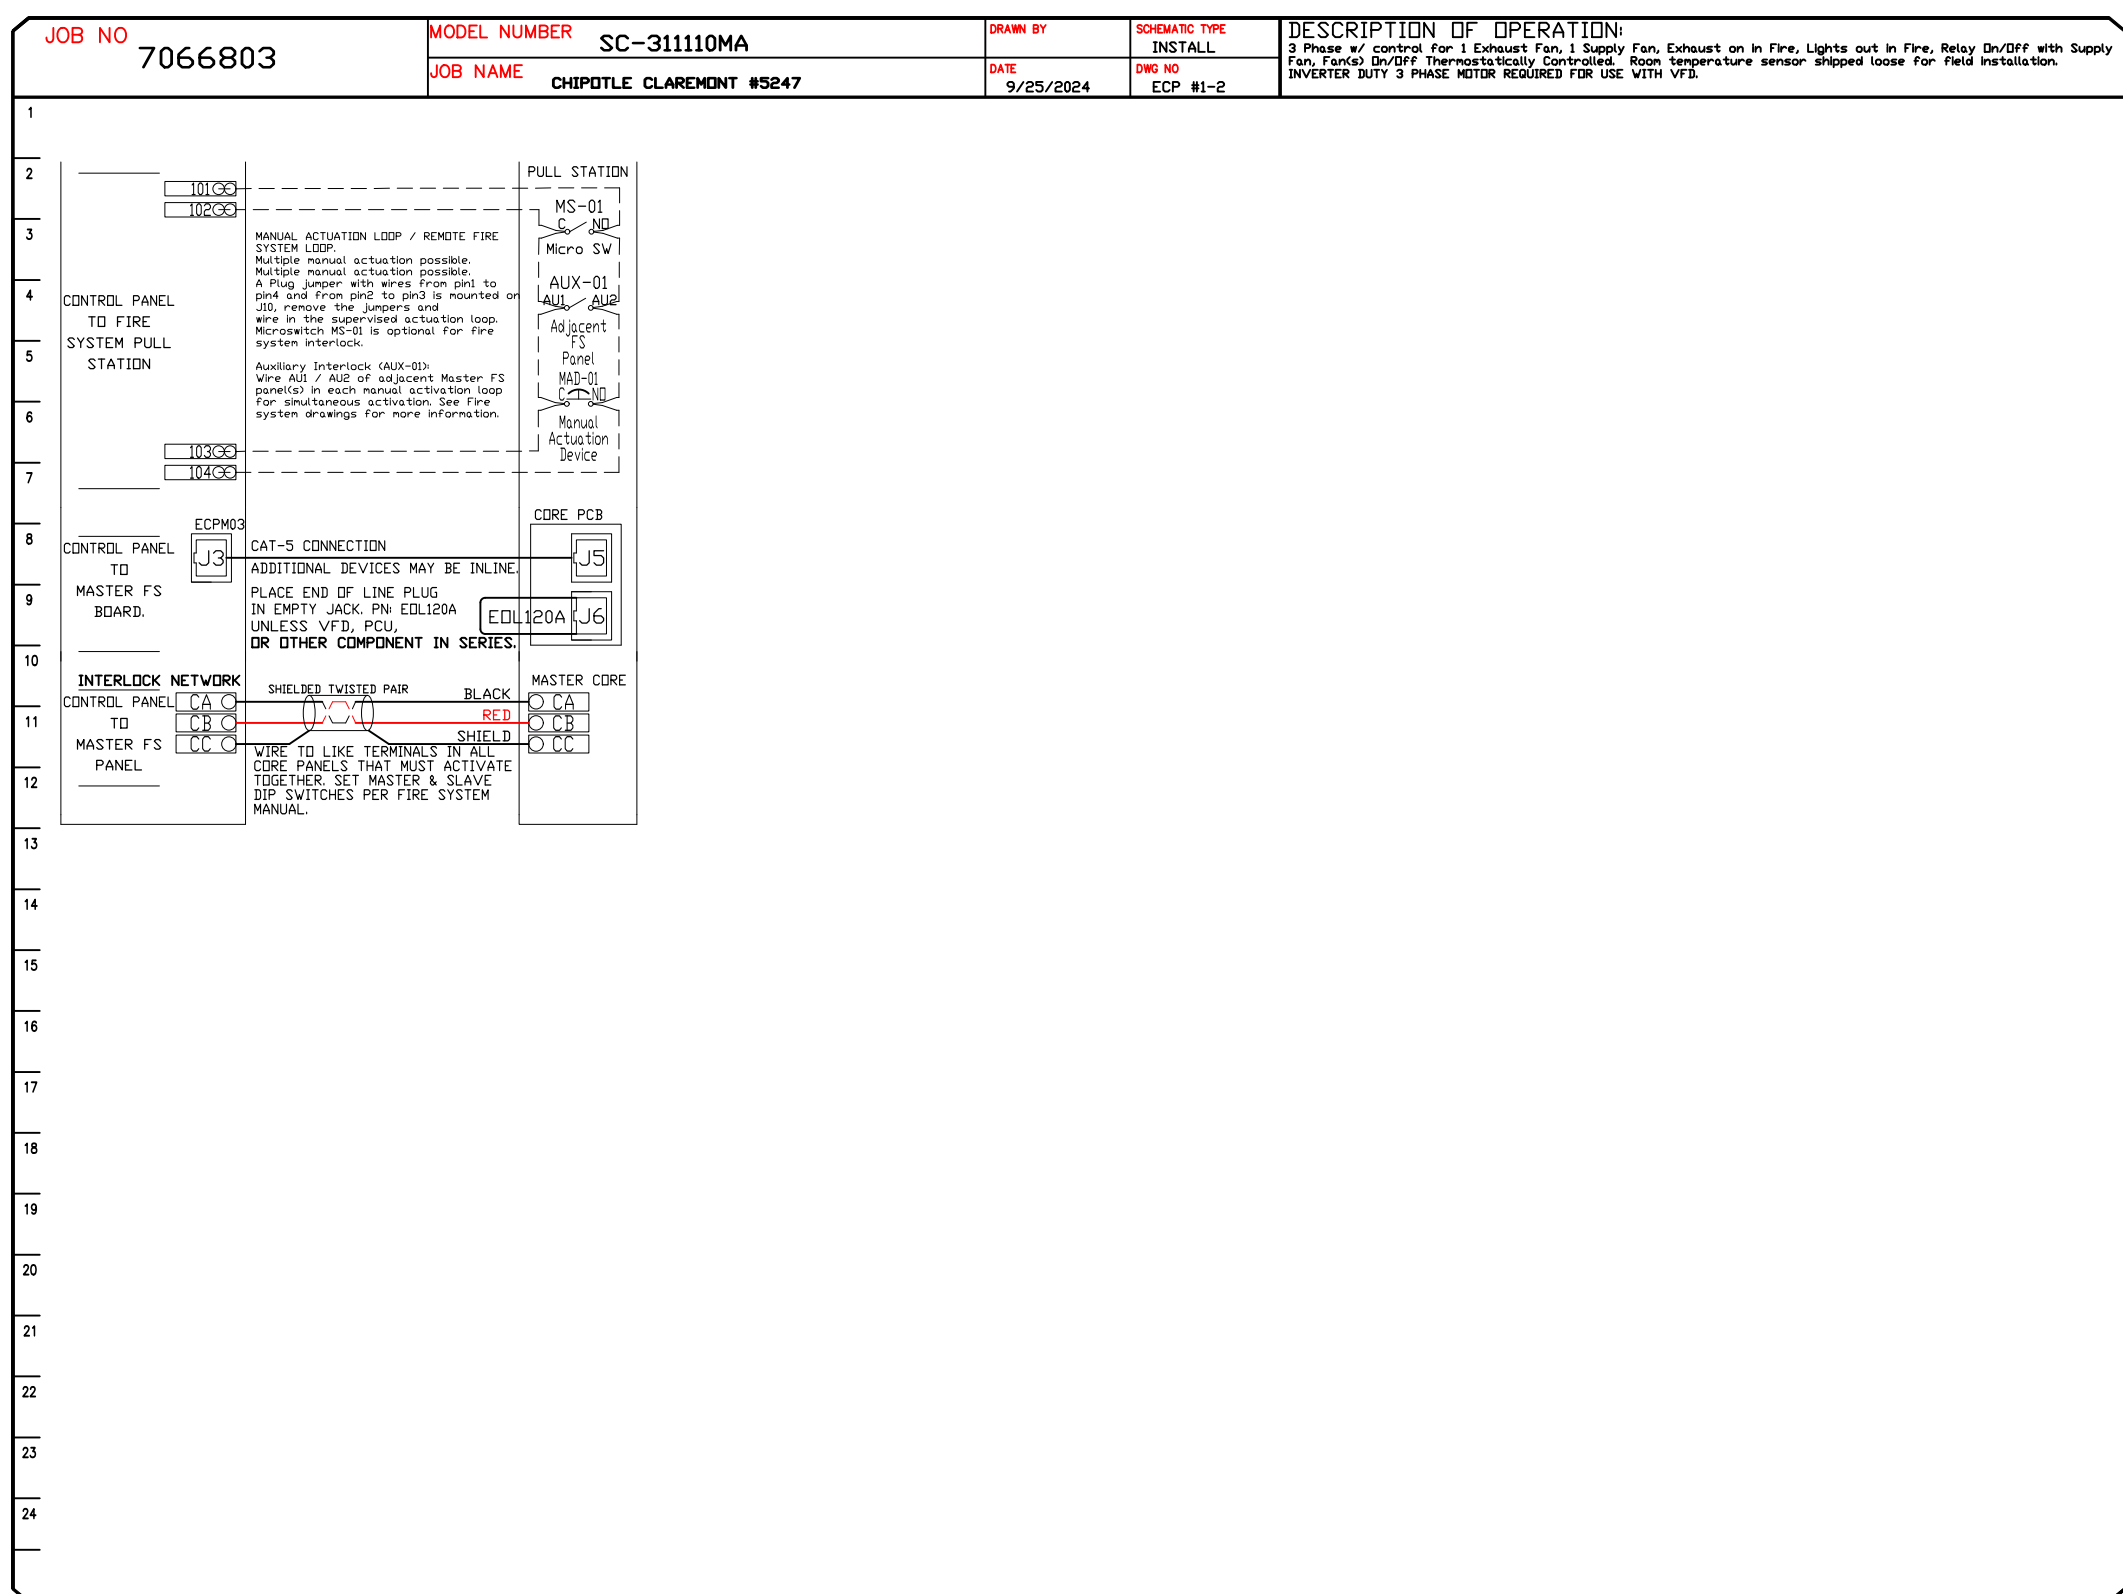 JOB NO
7066803
MODEL NUMBER
SC-311110MA
JOB NAME
CHIPOTLE CLAREMONT #5247
DRAWN BY
DATE
9/25/2024
SCHEMATIC TYPE
INSTALL
DWG NO
ECP #1-2
DESCRIPTION OF OPERATION:
3 Phase w/ control for 1 Exhaust Fan, 1 Supply Fan, Exhaust on in Fire, Lights out in Fire, Relay On/Off with Supply
Fan, Fan(s) On/Off Thermostatically Controlled. Room temperature sensor shipped loose for field installation.
INVERTER DUTY 3 PHASE MOTOR REQUIRED FOR USE WITH VFD.
1
2
3
4
5
6
7
8
9
10
11
12
13
14
15
16
17
18
19
20
21
22
23
24
CONTROL PANEL
TO FIRE
SYSTEM PULL
STATION
101
102
103
104
MANUAL ACTUATION LOOP / REMOTE FIRE
SYSTEM LOOP.
Multiple manual actuation possible.
Multiple manual actuation possible.
A Plug jumper with wires from pin1 to
pin4 and from pin2 to pin3 is mounted on
J10, remove the jumpers and
wire in the supervised actuation loop.
Microswitch MS-01 is optional for fire
system interlock.
Auxiliary Interlock (AUX-01):
Wire AU1 / AU2 of adjacent Master FS
panel(s) in each manual activation loop
for simultaneous activation. See Fire
system drawings for more information.
PULL STATION
MS-01
C NO
Micro SW
AUX-01
AU1 AU2
Adjacent
FS
Panel
MAD-01
C NO
Manual
Actuation
Device
CONTROL PANEL
TO
MASTER FS
BOARD.
ECPM03
J3
CAT-5 CONNECTION
ADDITIONAL DEVICES MAY BE INLINE.
PLACE END OF LINE PLUG
IN EMPTY JACK. PN: EOL120A
UNLESS VFD, PCU,
OR OTHER COMPONENT IN SERIES.
CORE PCB
J5
EOL120A
J6
INTERLOCK NETWORK
CONTROL PANEL
TO
MASTER FS
PANEL
CA
CB
CC
SHIELDED TWISTED PAIR
BLACK
RED
SHIELD
WIRE TO LIKE TERMINALS IN ALL
CORE PANELS THAT MUST ACTIVATE
TOGETHER. SET MASTER & SLAVE
DIP SWITCHES PER FIRE SYSTEM
MANUAL.
MASTER CORE
CA
CB
CC